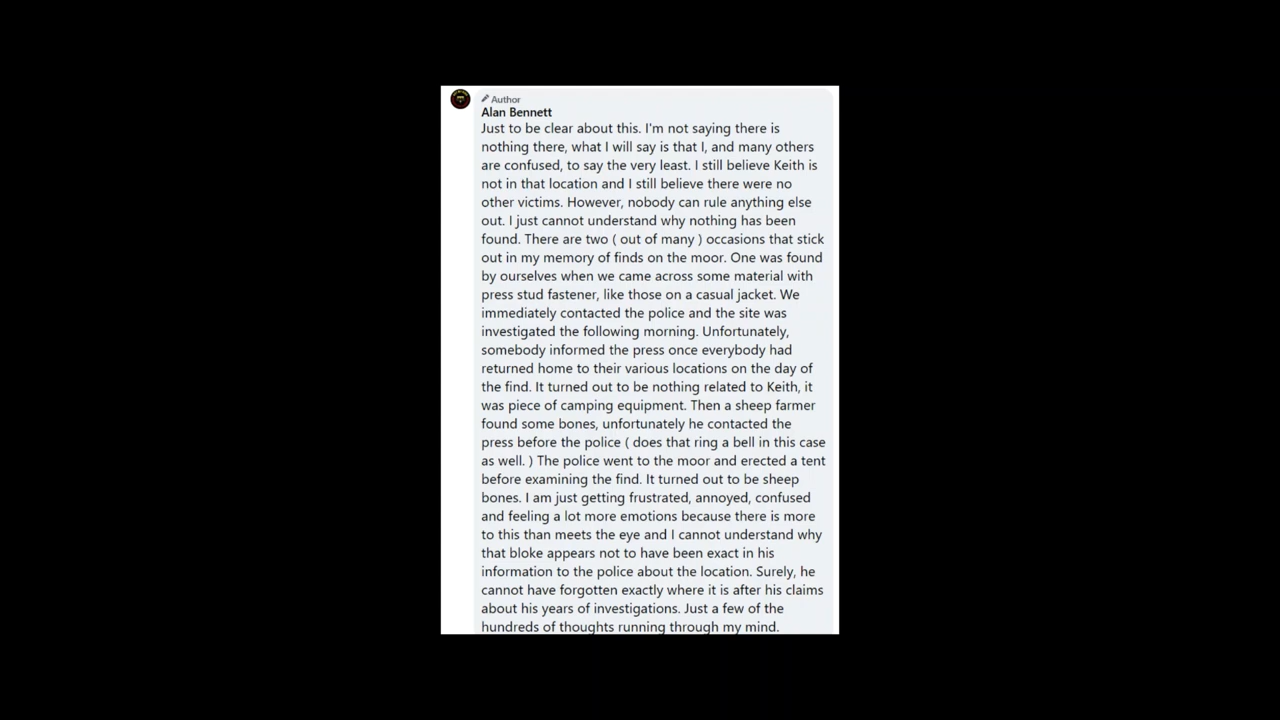 Author
Alan Bennett
Just to be clear about this. I'm not saying there is
nothing there, what I will say is that I, and many others
are confused, to say the very least. I still believe Keith is
not in that location and I still believe there were no
other victims. However, nobody can rule anything else
out. I just cannot understand why nothing has been
found. There are two ( out of many ) occasions that stick
out in my memory of finds on the moor. One was found
by ourselves when we came across some material with
press stud fastener, like those on a casual jacket. We
immediately contacted the police and the site was
investigated the following morning. Unfortunately,
somebody informed the press once everybody had
returned home to their various locations on the day of
the find. It turned out to be nothing related to Keith, it
was piece of camping equipment. Then a sheep farmer
found some bones, unfortunately he contacted the
press before the police ( does that ring a bell in this case
as well. ) The police went to the moor and erected a tent
before examining the find. It turned out to be sheep
bones. I am just getting frustrated, annoyed, confused
and feeling a lot more emotions because there is more
to this than meets the eye and I cannot understand why
that bloke appears not to have been exact in his
information to the police about the location. Surely, he
cannot have forgotten exactly where it is after his claims
about his years of investigations. Just a few of the
hundreds of thoughts running through my mind.